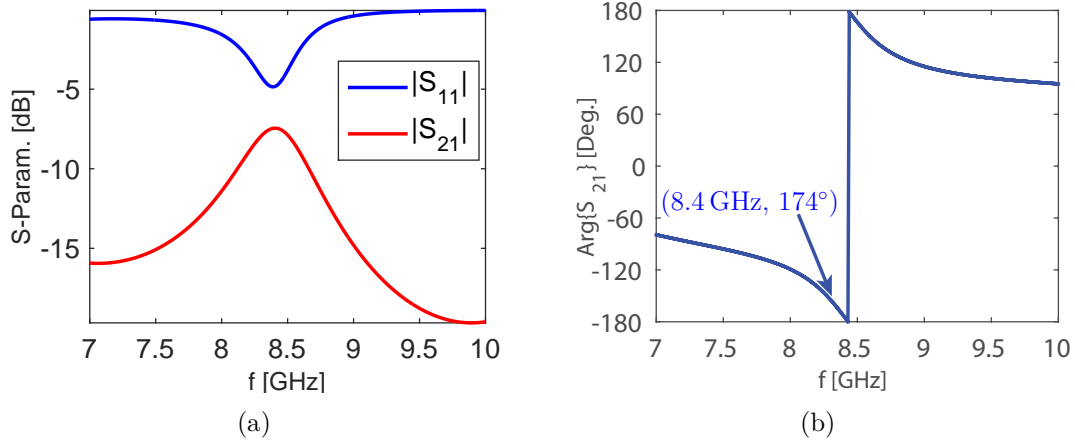 S-Param. [dB]
-5
-10
-15
|S11|
|S21|
7 7.5 8 8.5 9 9.5 10
f [GHz]
(a)
Arg{S21} [Deg.]
180
120
60
0
-60
-120
-180
(8.4 GHz, 174°)
7 7.5 8 8.5 9 9.5 10
f [GHz]
(b)